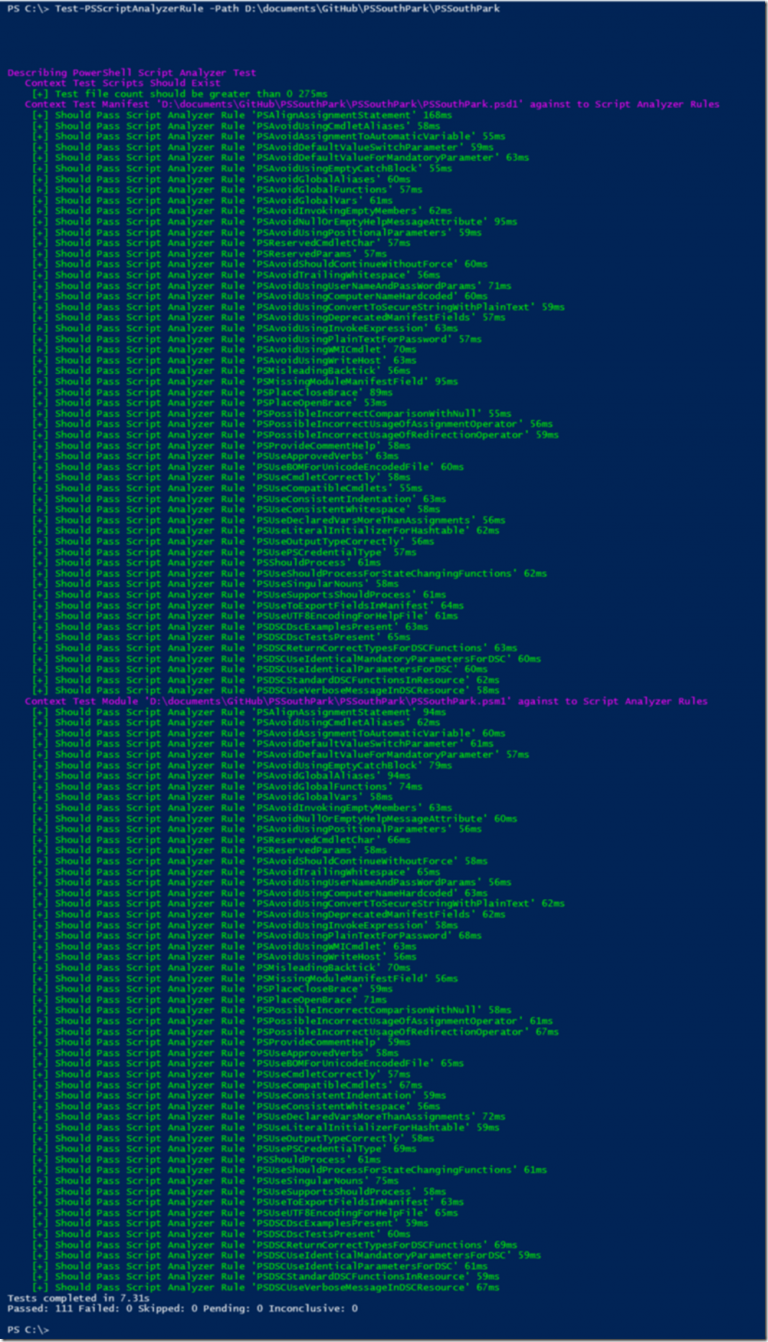 PS C:\> Test-PSScriptAnalyzerRule -Path D:\documents\GitHub\PSSouthPark\PSSouthPark
Describing PowerShell Script Analyzer Test
Context Test Scripts Should Exist
[+] Test file count should be greater than 0 275ms
Context Test Manifest 'D:\documents\GitHub\PSSouthPark\PSSouthPark\PSSouthPark.psd1' against to Script Analyzer Rules
[+] Should Pass Script Analyzer Rule 'PSAlignAssignmentStatement' 168ms
[+] Should Pass Script Analyzer Rule 'PSAvoidUsingCmdletAliases' 58ms
[+] Should Pass Script Analyzer Rule 'PSAvoidAssignmentToAutomaticVariable' 55ms
[+] Should Pass Script Analyzer Rule 'PSAvoidDefaultValueSwitchParameter' 59ms
[+] Should Pass Script Analyzer Rule 'PSAvoidDefaultValueForMandatoryParameter' 63ms
[+] Should Pass Script Analyzer Rule 'PSAvoidUsingEmptyCatchBlock' 55ms
[+] Should Pass Script Analyzer Rule 'PSAvoidGlobalAliases' 60ms
[+] Should Pass Script Analyzer Rule 'PSAvoidGlobalFunctions' 57ms
[+] Should Pass Script Analyzer Rule 'PSAvoidGlobalVars' 61ms
[+] Should Pass Script Analyzer Rule 'PSAvoidInvokingEmptyMembers' 62ms
[+] Should Pass Script Analyzer Rule 'PSAvoidNullOrEmptyHelpMessageAttribute' 95ms
[+] Should Pass Script Analyzer Rule 'PSAvoidUsingPositionalParameters' 59ms
[+] Should Pass Script Analyzer Rule 'PSReservedCmdletChar' 57ms
[+] Should Pass Script Analyzer Rule 'PSReservedParams' 57ms
[+] Should Pass Script Analyzer Rule 'PSAvoidShouldContinueWithoutForce' 60ms
[+] Should Pass Script Analyzer Rule 'PSAvoidTrailingWhitespace' 56ms
[+] Should Pass Script Analyzer Rule 'PSAvoidUsingUserNameAndPassWordParams' 71ms
[+] Should Pass Script Analyzer Rule 'PSAvoidUsingComputerNameHardcoded' 60ms
[+] Should Pass Script Analyzer Rule 'PSAvoidUsingConvertToSecureStringWithPlainText' 59ms
[+] Should Pass Script Analyzer Rule 'PSAvoidUsingDeprecatedManifestFields' 57ms
[+] Should Pass Script Analyzer Rule 'PSAvoidUsingInvokeExpression' 63ms
[+] Should Pass Script Analyzer Rule 'PSAvoidUsingPlainTextForPassword' 57ms
[+] Should Pass Script Analyzer Rule 'PSAvoidUsingWMICmdlet' 70ms
[+] Should Pass Script Analyzer Rule 'PSAvoidUsingWriteHost' 63ms
[+] Should Pass Script Analyzer Rule 'PSMisleadingBacktick' 56ms
[+] Should Pass Script Analyzer Rule 'PSMissingModuleManifestField' 95ms
[+] Should Pass Script Analyzer Rule 'PSPlaceCloseBrace' 89ms
[+] Should Pass Script Analyzer Rule 'PSPlaceOpenBrace' 53ms
[+] Should Pass Script Analyzer Rule 'PSPossibleIncorrectComparisonWithNull' 55ms
[+] Should Pass Script Analyzer Rule 'PSPossibleIncorrectUsageOfAssignmentOperator' 56ms
[+] Should Pass Script Analyzer Rule 'PSPossibleIncorrectUsageOfRedirectionOperator' 59ms
[+] Should Pass Script Analyzer Rule 'PSProvideCommentHelp' 58ms
[+] Should Pass Script Analyzer Rule 'PSUseApprovedVerbs' 63ms
[+] Should Pass Script Analyzer Rule 'PSUseBOMForUnicodeEncodedFile' 60ms
[+] Should Pass Script Analyzer Rule 'PSUseCmdletCorrectly' 58ms
[+] Should Pass Script Analyzer Rule 'PSUseCompatibleCmdlets' 55ms
[+] Should Pass Script Analyzer Rule 'PSUseConsistentIndentation' 63ms
[+] Should Pass Script Analyzer Rule 'PSUseConsistentWhitespace' 58ms
[+] Should Pass Script Analyzer Rule 'PSUseDeclaredVarsMoreThanAssignments' 56ms
[+] Should Pass Script Analyzer Rule 'PSUseLiteralInitializerForHashtable' 62ms
[+] Should Pass Script Analyzer Rule 'PSUseOutputTypeCorrectly' 56ms
[+] Should Pass Script Analyzer Rule 'PSUsePSCredentialType' 57ms
[+] Should Pass Script Analyzer Rule 'PSShouldProcess' 61ms
[+] Should Pass Script Analyzer Rule 'PSUseShouldProcessForStateChangingFunctions' 62ms
[+] Should Pass Script Analyzer Rule 'PSUseSingularNouns' 58ms
[+] Should Pass Script Analyzer Rule 'PSUseSupportsShouldProcess' 61ms
[+] Should Pass Script Analyzer Rule 'PSUseToExportFieldsInManifest' 64ms
[+] Should Pass Script Analyzer Rule 'PSUseUTF8EncodingForHelpFile' 61ms
[+] Should Pass Script Analyzer Rule 'PSDSCDscExamplesPresent' 63ms
[+] Should Pass Script Analyzer Rule 'PSDSCDscTestsPresent' 65ms
[+] Should Pass Script Analyzer Rule 'PSDSCReturnCorrectTypesForDSCFunctions' 63ms
[+] Should Pass Script Analyzer Rule 'PSDSCUseIdenticalMandatoryParametersForDSC' 60ms
[+] Should Pass Script Analyzer Rule 'PSDSCUseIdenticalParametersForDSC' 60ms
[+] Should Pass Script Analyzer Rule 'PSDSCStandardDSCFunctionsInResource' 62ms
[+] Should Pass Script Analyzer Rule 'PSDSCUseVerboseMessageInDSCResource' 58ms
Context Test Module 'D:\documents\GitHub\PSSouthPark\PSSouthPark\PSSouthPark.psm1' against to Script Analyzer Rules
[+] Should Pass Script Analyzer Rule 'PSAlignAssignmentStatement' 94ms
[+] Should Pass Script Analyzer Rule 'PSAvoidUsingCmdletAliases' 62ms
[+] Should Pass Script Analyzer Rule 'PSAvoidAssignmentToAutomaticVariable' 60ms
[+] Should Pass Script Analyzer Rule 'PSAvoidDefaultValueSwitchParameter' 61ms
[+] Should Pass Script Analyzer Rule 'PSAvoidDefaultValueForMandatoryParameter' 57ms
[+] Should Pass Script Analyzer Rule 'PSAvoidUsingEmptyCatchBlock' 79ms
[+] Should Pass Script Analyzer Rule 'PSAvoidGlobalAliases' 94ms
[+] Should Pass Script Analyzer Rule 'PSAvoidGlobalFunctions' 74ms
[+] Should Pass Script Analyzer Rule 'PSAvoidGlobalVars' 58ms
[+] Should Pass Script Analyzer Rule 'PSAvoidInvokingEmptyMembers' 63ms
[+] Should Pass Script Analyzer Rule 'PSAvoidNullOrEmptyHelpMessageAttribute' 60ms
[+] Should Pass Script Analyzer Rule 'PSAvoidUsingPositionalParameters' 56ms
[+] Should Pass Script Analyzer Rule 'PSReservedCmdletChar' 66ms
[+] Should Pass Script Analyzer Rule 'PSReservedParams' 58ms
[+] Should Pass Script Analyzer Rule 'PSAvoidShouldContinueWithoutForce' 58ms
[+] Should Pass Script Analyzer Rule 'PSAvoidTrailingWhitespace' 65ms
[+] Should Pass Script Analyzer Rule 'PSAvoidUsingUserNameAndPassWordParams' 56ms
[+] Should Pass Script Analyzer Rule 'PSAvoidUsingComputerNameHardcoded' 63ms
[+] Should Pass Script Analyzer Rule 'PSAvoidUsingConvertToSecureStringWithPlainText' 62ms
[+] Should Pass Script Analyzer Rule 'PSAvoidUsingDeprecatedManifestFields' 62ms
[+] Should Pass Script Analyzer Rule 'PSAvoidUsingInvokeExpression' 58ms
[+] Should Pass Script Analyzer Rule 'PSAvoidUsingPlainTextForPassword' 68ms
[+] Should Pass Script Analyzer Rule 'PSAvoidUsingWMICmdlet' 63ms
[+] Should Pass Script Analyzer Rule 'PSAvoidUsingWriteHost' 56ms
[+] Should Pass Script Analyzer Rule 'PSMisleadingBacktick' 70ms
[+] Should Pass Script Analyzer Rule 'PSMissingModuleManifestField' 56ms
[+] Should Pass Script Analyzer Rule 'PSPlaceCloseBrace' 59ms
[+] Should Pass Script Analyzer Rule 'PSPlaceOpenBrace' 71ms
[+] Should Pass Script Analyzer Rule 'PSPossibleIncorrectComparisonWithNull' 58ms
[+] Should Pass Script Analyzer Rule 'PSPossibleIncorrectUsageOfAssignmentOperator' 61ms
[+] Should Pass Script Analyzer Rule 'PSPossibleIncorrectUsageOfRedirectionOperator' 67ms
[+] Should Pass Script Analyzer Rule 'PSProvideCommentHelp' 59ms
[+] Should Pass Script Analyzer Rule 'PSUseApprovedVerbs' 58ms
[+] Should Pass Script Analyzer Rule 'PSUseBOMForUnicodeEncodedFile' 65ms
[+] Should Pass Script Analyzer Rule 'PSUseCmdletCorrectly' 57ms
[+] Should Pass Script Analyzer Rule 'PSUseCompatibleCmdlets' 67ms
[+] Should Pass Script Analyzer Rule 'PSUseConsistentIndentation' 59ms
[+] Should Pass Script Analyzer Rule 'PSUseConsistentWhitespace' 56ms
[+] Should Pass Script Analyzer Rule 'PSUseDeclaredVarsMoreThanAssignments' 72ms
[+] Should Pass Script Analyzer Rule 'PSUseLiteralInitializerForHashtable' 59ms
[+] Should Pass Script Analyzer Rule 'PSUseOutputTypeCorrectly' 58ms
[+] Should Pass Script Analyzer Rule 'PSUsePSCredentialType' 69ms
[+] Should Pass Script Analyzer Rule 'PSShouldProcess' 61ms
[+] Should Pass Script Analyzer Rule 'PSUseShouldProcessForStateChangingFunctions' 61ms
[+] Should Pass Script Analyzer Rule 'PSUseSingularNouns' 75ms
[+] Should Pass Script Analyzer Rule 'PSUseSupportsShouldProcess' 58ms
[+] Should Pass Script Analyzer Rule 'PSUseToExportFieldsInManifest' 63ms
[+] Should Pass Script Analyzer Rule 'PSUseUTF8EncodingForHelpFile' 65ms
[+] Should Pass Script Analyzer Rule 'PSDSCDscExamplesPresent' 59ms
[+] Should Pass Script Analyzer Rule 'PSDSCDscTestsPresent' 60ms
[+] Should Pass Script Analyzer Rule 'PSDSCReturnCorrectTypesForDSCFunctions' 69ms
[+] Should Pass Script Analyzer Rule 'PSDSCUseIdenticalMandatoryParametersForDSC' 59ms
[+] Should Pass Script Analyzer Rule 'PSDSCUseIdenticalParametersForDSC' 61ms
[+] Should Pass Script Analyzer Rule 'PSDSCStandardDSCFunctionsInResource' 59ms
[+] Should Pass Script Analyzer Rule 'PSDSCUseVerboseMessageInDSCResource' 67ms
Tests completed in 7.31s
Passed: 111 Failed: 0 Skipped: 0 Pending: 0 Inconclusive: 0
PS C:\>